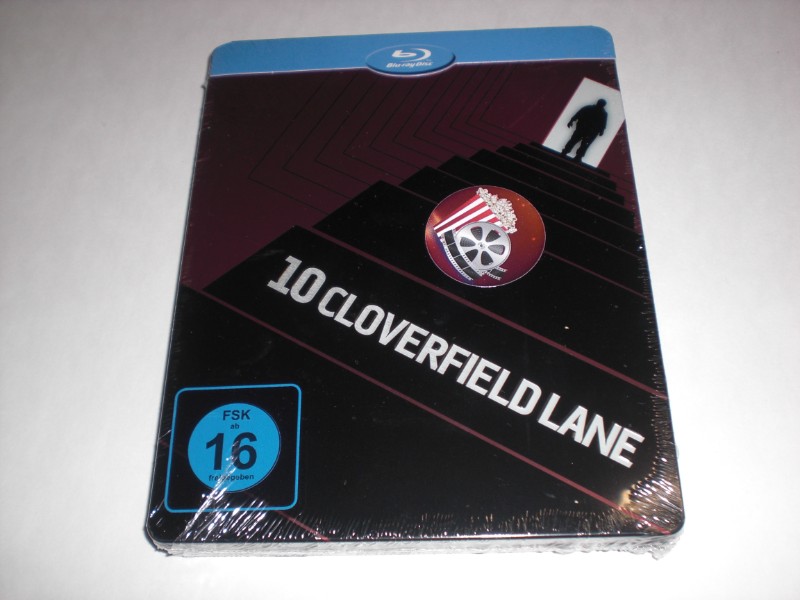 Blu-ray Disc
10 CLOVERFIELD LANE
FSK
ab
16
freigegeben